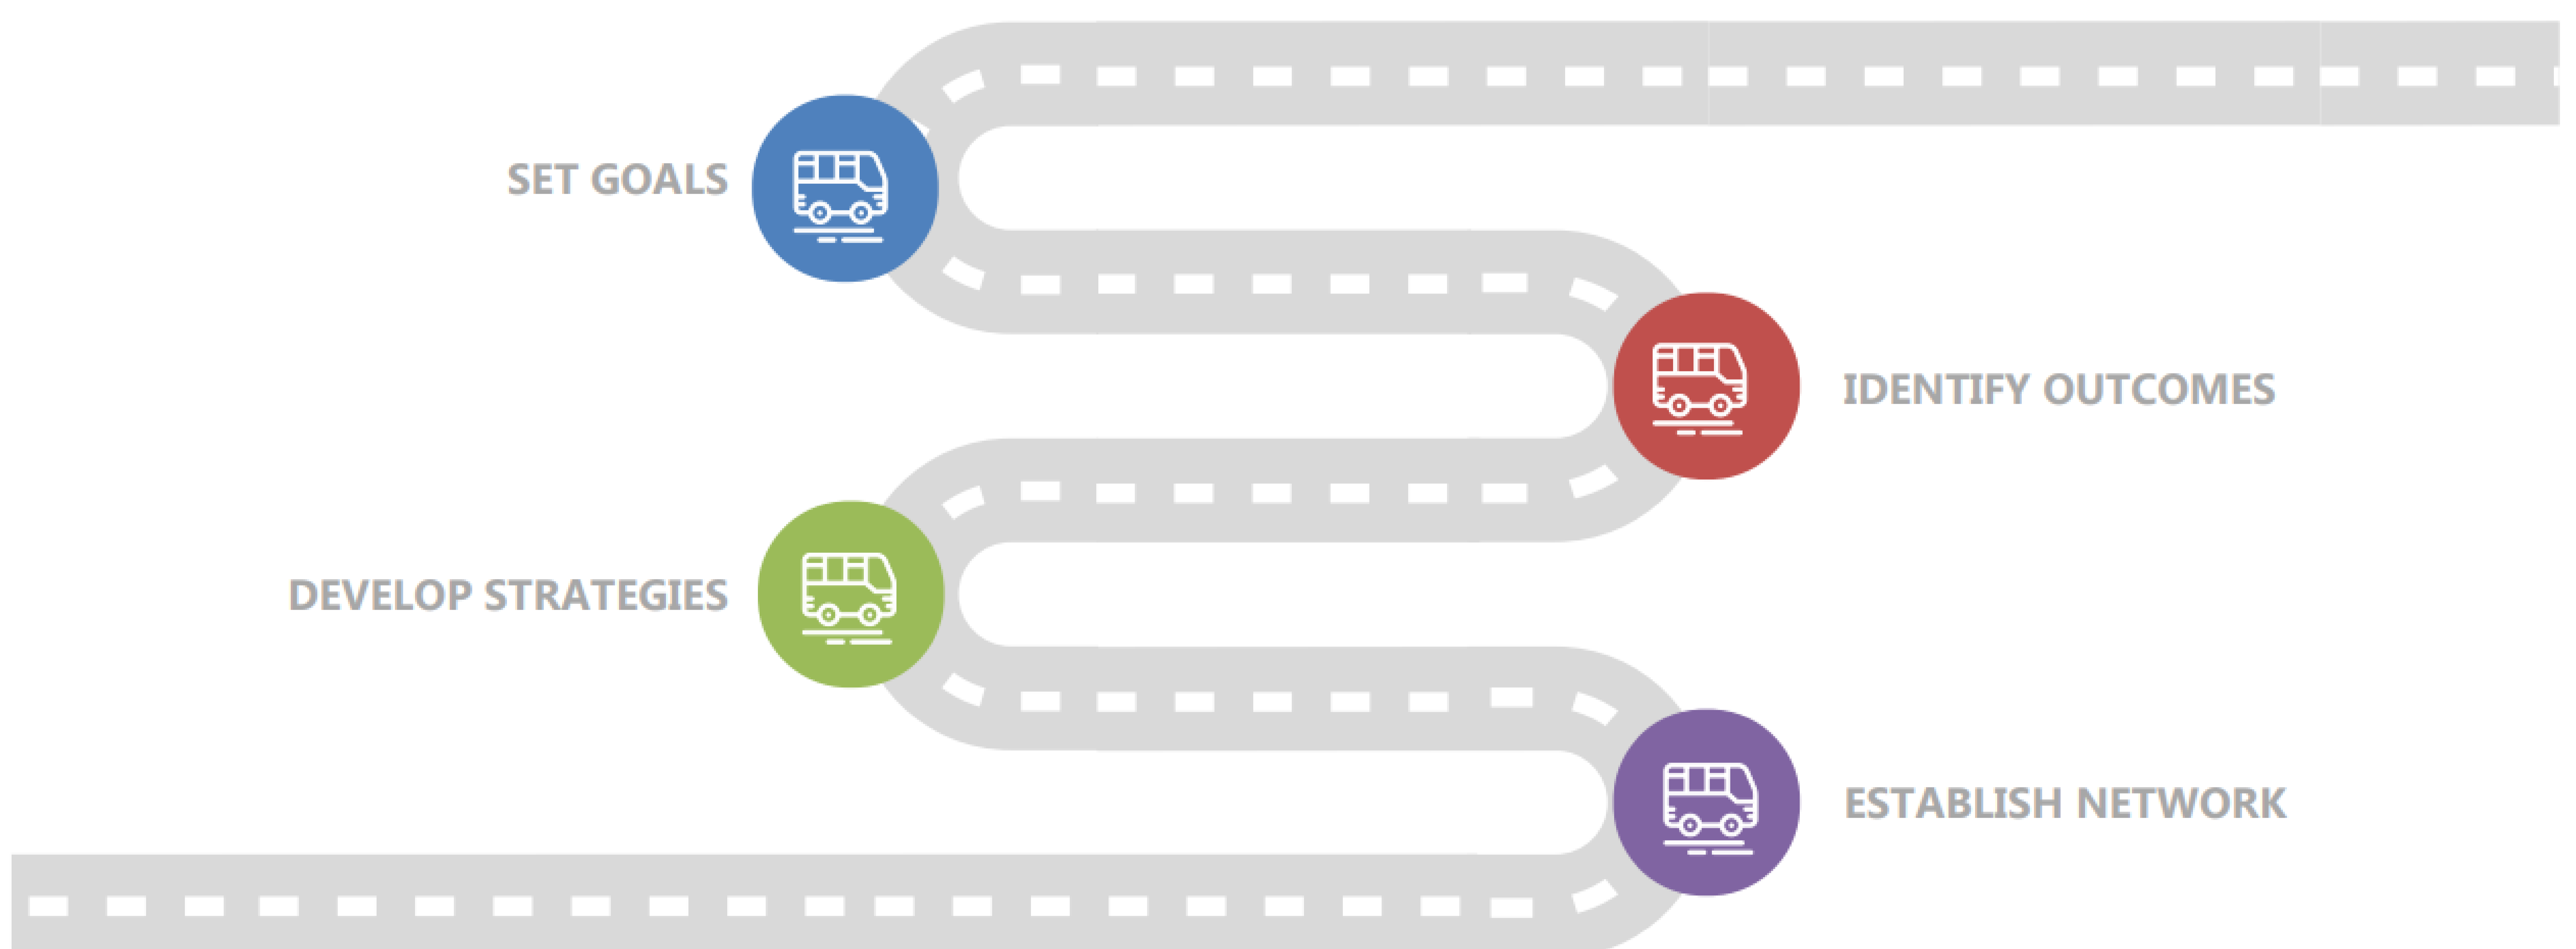 SET GOALS
IDENTIFY OUTCOMES
DEVELOP STRATEGIES
ESTABLISH NETWORK